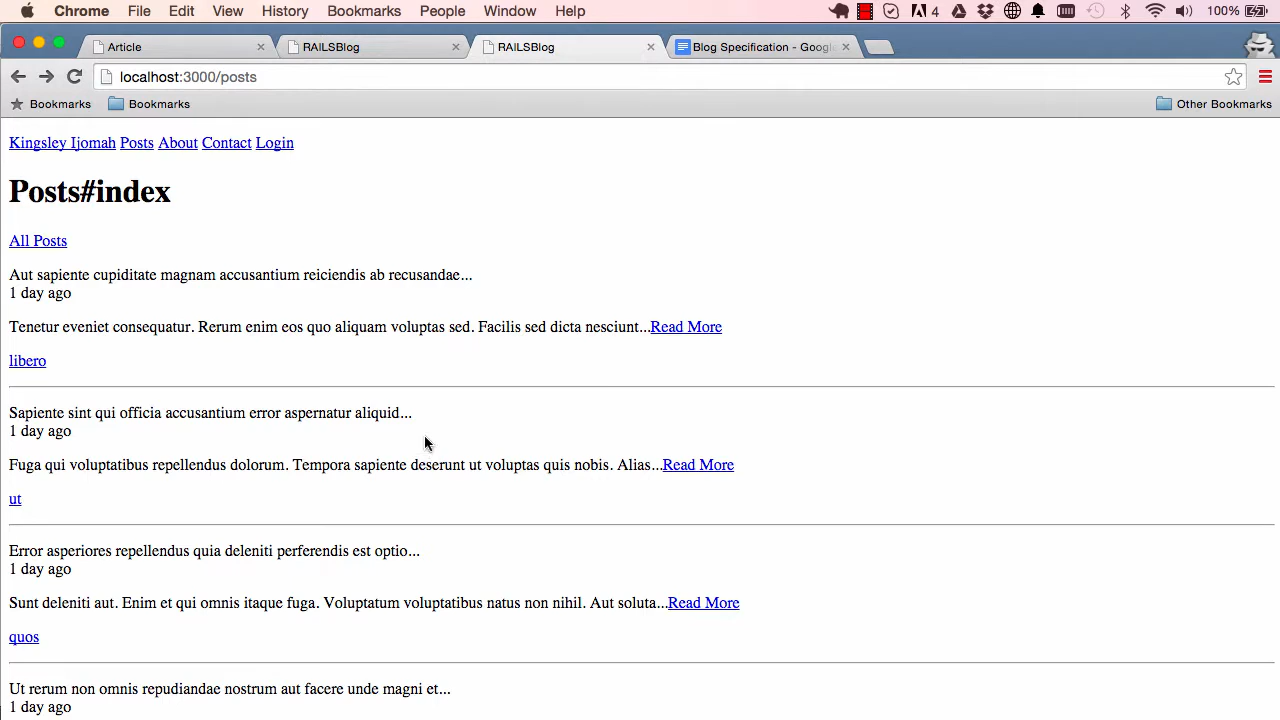 Chrome File Edit View History Bookmarks People Window Help 4 100%
Article RAILSBlog RAILSBlog Blog Specification - Google
localhost:3000/posts
Bookmarks Bookmarks Other Bookmarks
Kingsley Ijomah Posts About Contact Login
Posts#index
All Posts
Aut sapiente cupiditate magnam accusantium reiciendis ab recusandae...
1 day ago
Tenetur eveniet consequatur. Rerum enim eos quo aliquam voluptas sed. Facilis sed dicta nesciunt...Read More
libero
Sapiente sint qui officia accusantium error aspernatur aliquid...
1 day ago
Fuga qui voluptatibus repellendus dolorum. Tempora sapiente deserunt ut voluptas quis nobis. Alias...Read More
ut
Error asperiores repellendus quia deleniti perferendis est optio...
1 day ago
Sunt deleniti aut. Enim et qui omnis itaque fuga. Voluptatum voluptatibus natus non nihil. Aut soluta...Read More
quos
Ut rerum non omnis repudiandae nostrum aut facere unde magni et...
1 day ago